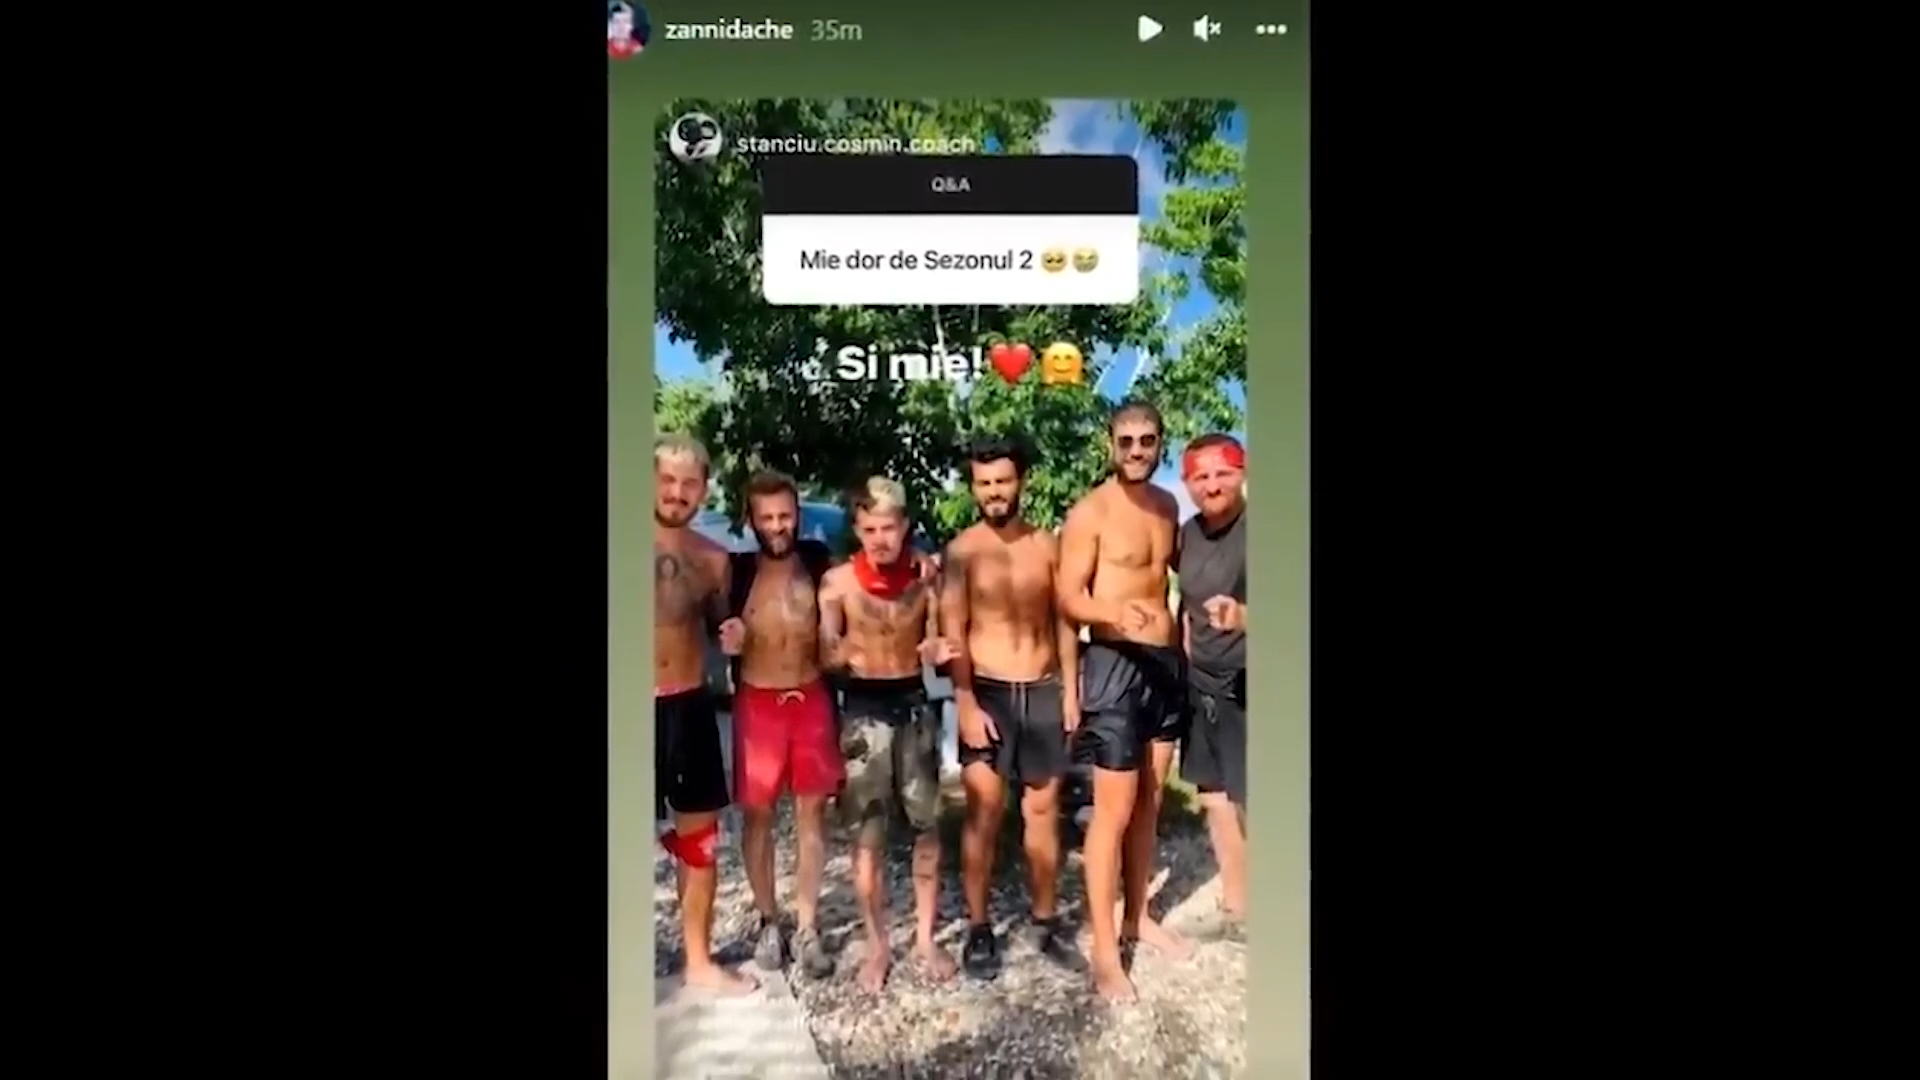 zannidache 35m
stanciu.cosmin.coach
Q&A
Mie dor de Sezonul 2 🥹😭
Si mie!❤️🤗